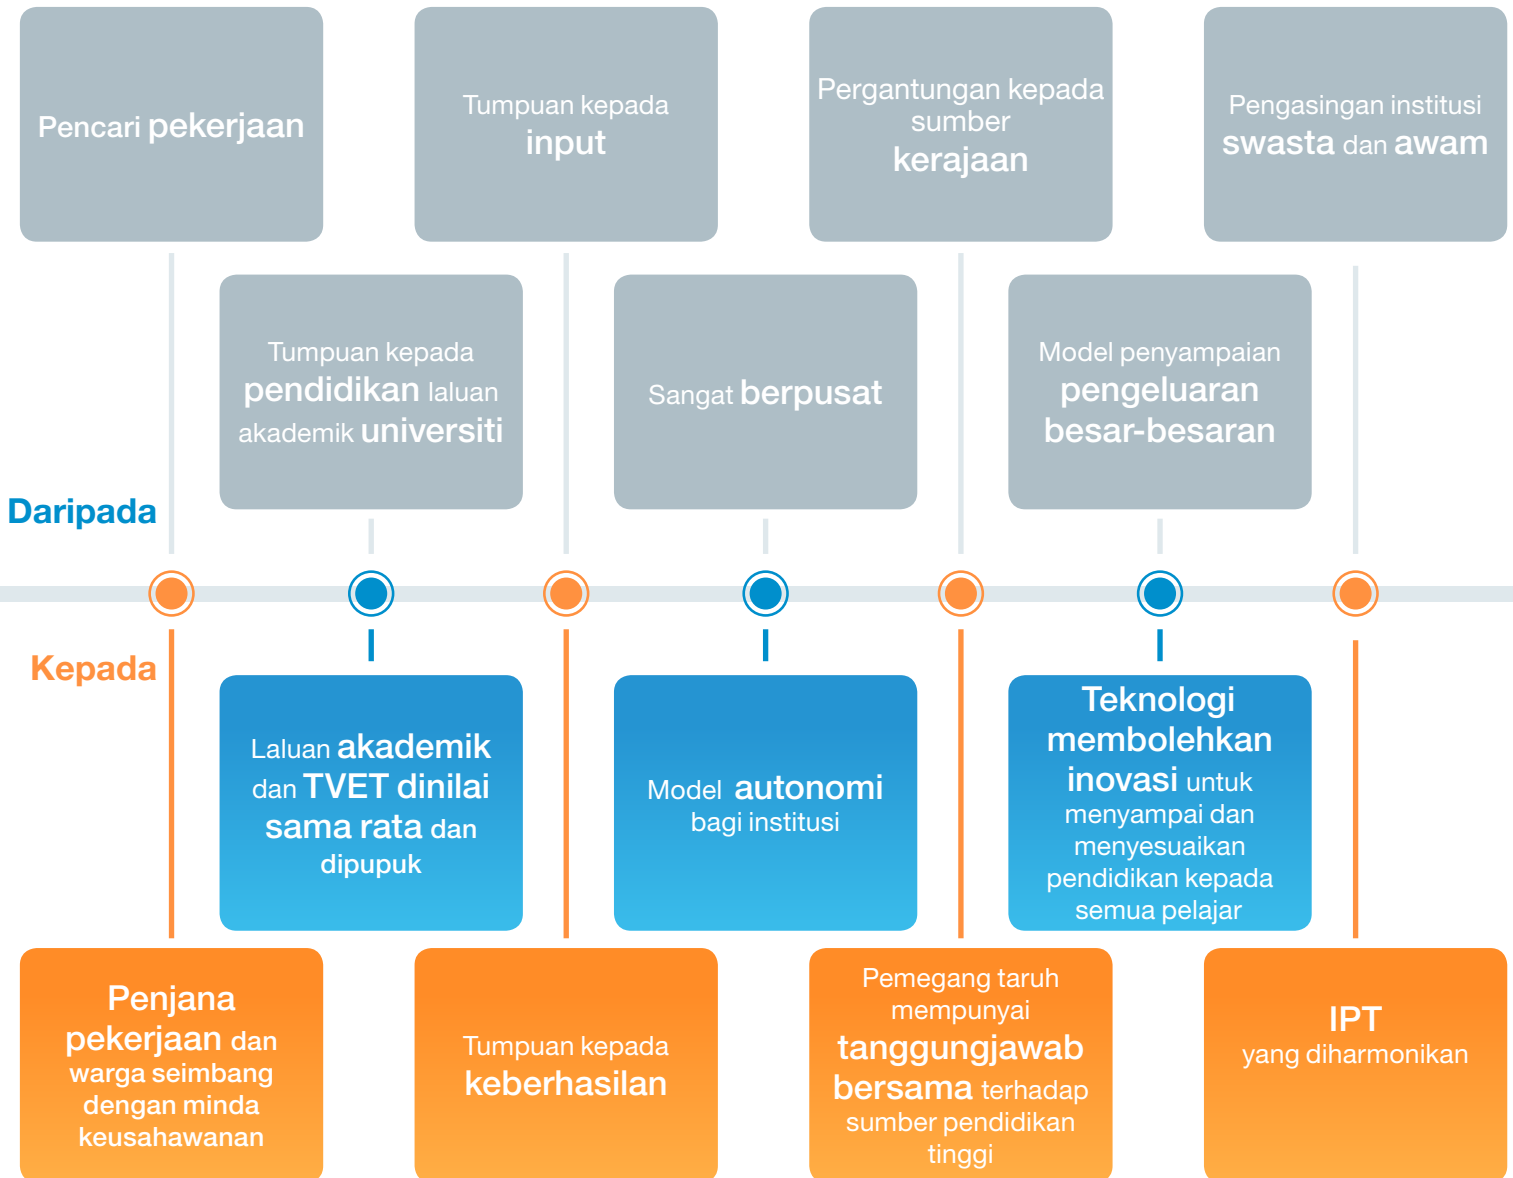 Pencari pekerjaan
Tumpuan kepada
input
Pergantungan kepada
sumber
kerajaan
Pengasingan institusi
swasta dan awam
Tumpuan kepada
pendidikan laluan
akademik universiti
Sangat berpusat
Model penyampaian
pengeluaran
besar-besaran
Daripada
Kepada
Laluan akademik
dan TVET dinilai
sama rata dan
dipupuk
Model autonomi
bagi institusi
Teknologi
membolehkan
inovasi untuk
menyampai dan
menyesuaikan
pendidikan kepada
semua pelajar
Penjana
pekerjaan dan
warga seimbang
dengan minda
keusahawanan
Tumpuan kepada
keberhasilan
Pemegang taruh
mempunyai
tanggungjawab
bersama terhadap
sumber pendidikan
tinggi
IPT
yang diharmonikan